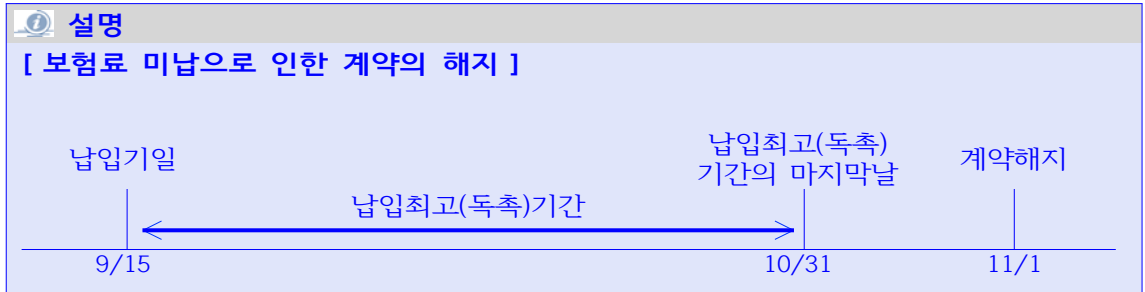 설명
[ 보험료 미납으로 인한 계약의 해지 ]
납입기일
납입최고(독촉)
기간의 마지막날
계약해지
납입최고(독촉)기간
9/15
10/31
11/1